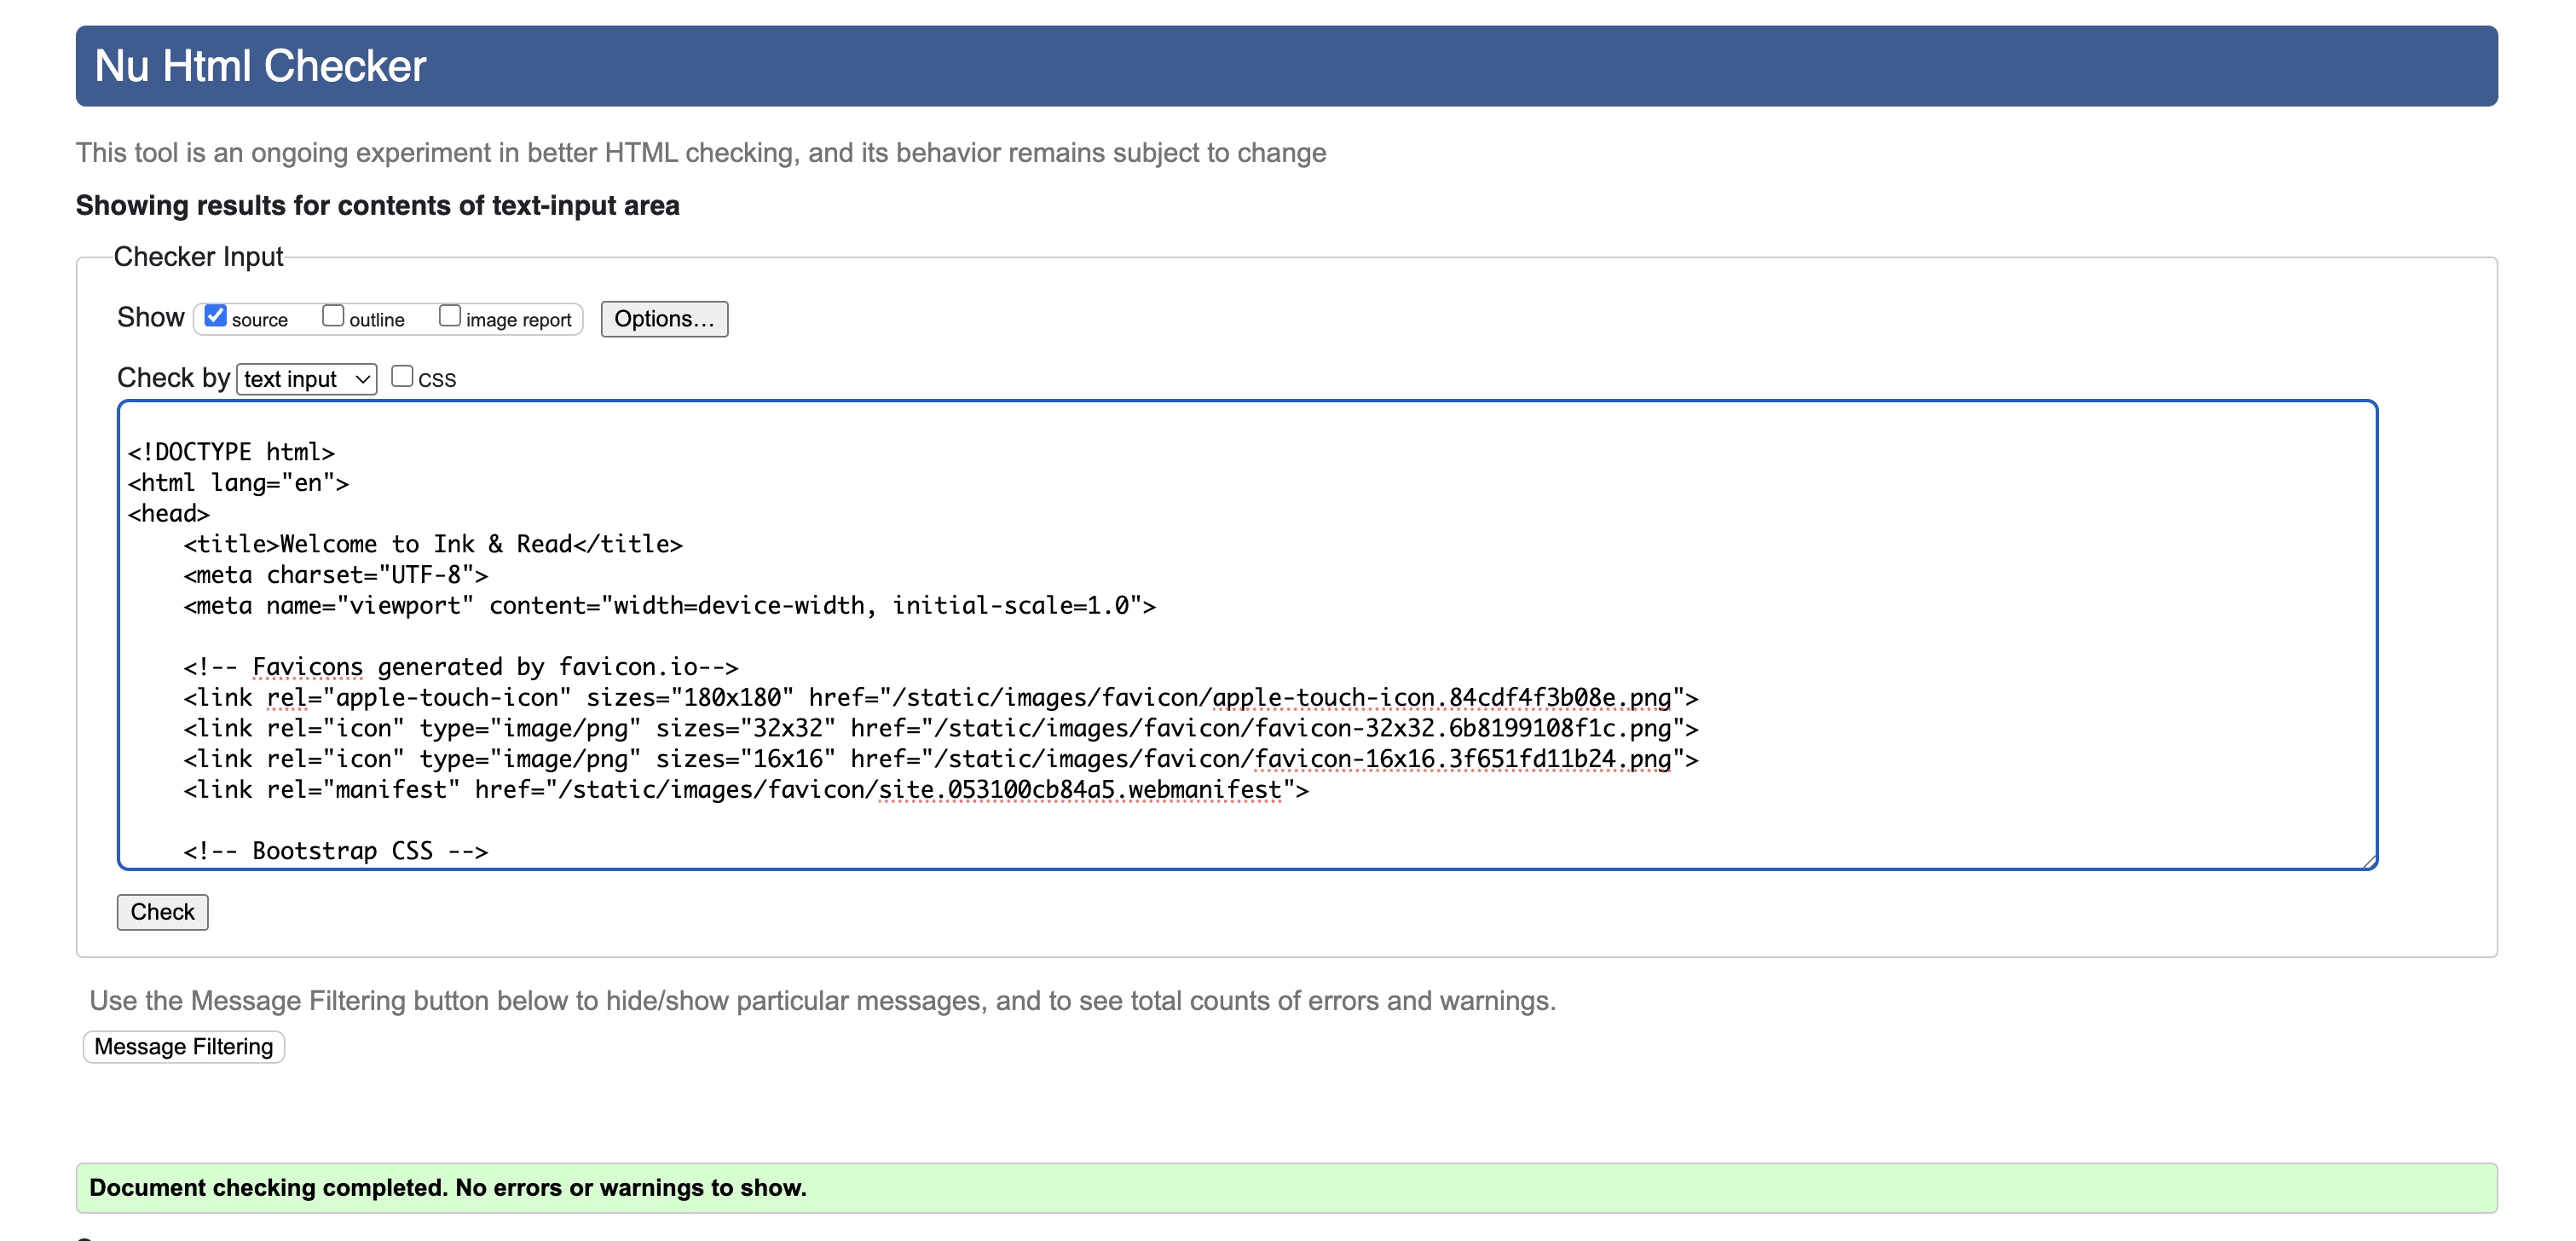 Nu Html Checker
This tool is an ongoing experiment in better HTML checking, and its behavior remains subject to change
Showing results for contents of text-input area
Checker Input
Show source outline image report Options...
Check by text input CSS
<!DOCTYPE html>
<html lang="en">
<head>
    <title>Welcome to Ink & Read</title>
    <meta charset="UTF-8">
    <meta name="viewport" content="width=device-width, initial-scale=1.0">
    <!-- Favicons generated by favicon.io-->
    <link rel="apple-touch-icon" sizes="180x180" href="/static/images/favicon/apple-touch-icon.84cdf4f3b08e.png">
    <link rel="icon" type="image/png" sizes="32x32" href="/static/images/favicon/favicon-32x32.6b8199108f1c.png">
    <link rel="icon" type="image/png" sizes="16x16" href="/static/images/favicon/favicon-16x16.3f651fd11b24.png">
    <link rel="manifest" href="/static/images/favicon/site.053100cb84a5.webmanifest">
    <!-- Bootstrap CSS -->
Check
Use the Message Filtering button below to hide/show particular messages, and to see total counts of errors and warnings.
Message Filtering
Document checking completed. No errors or warnings to show.